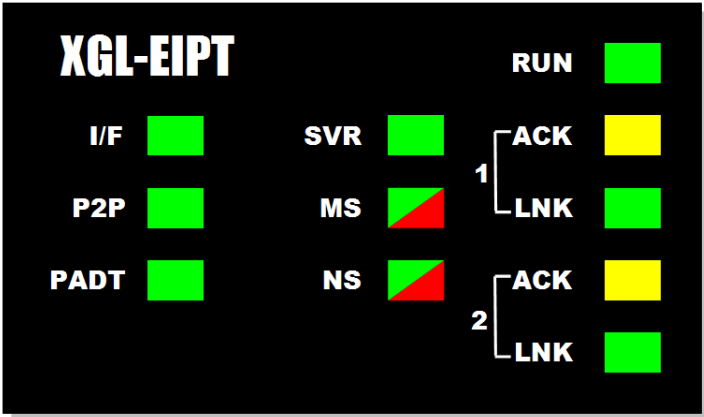 XGL-EIPT
RUN
I/F
SVR
ACK
1
P2P
MS
LNK
PADT
NS
ACK
2
LNK